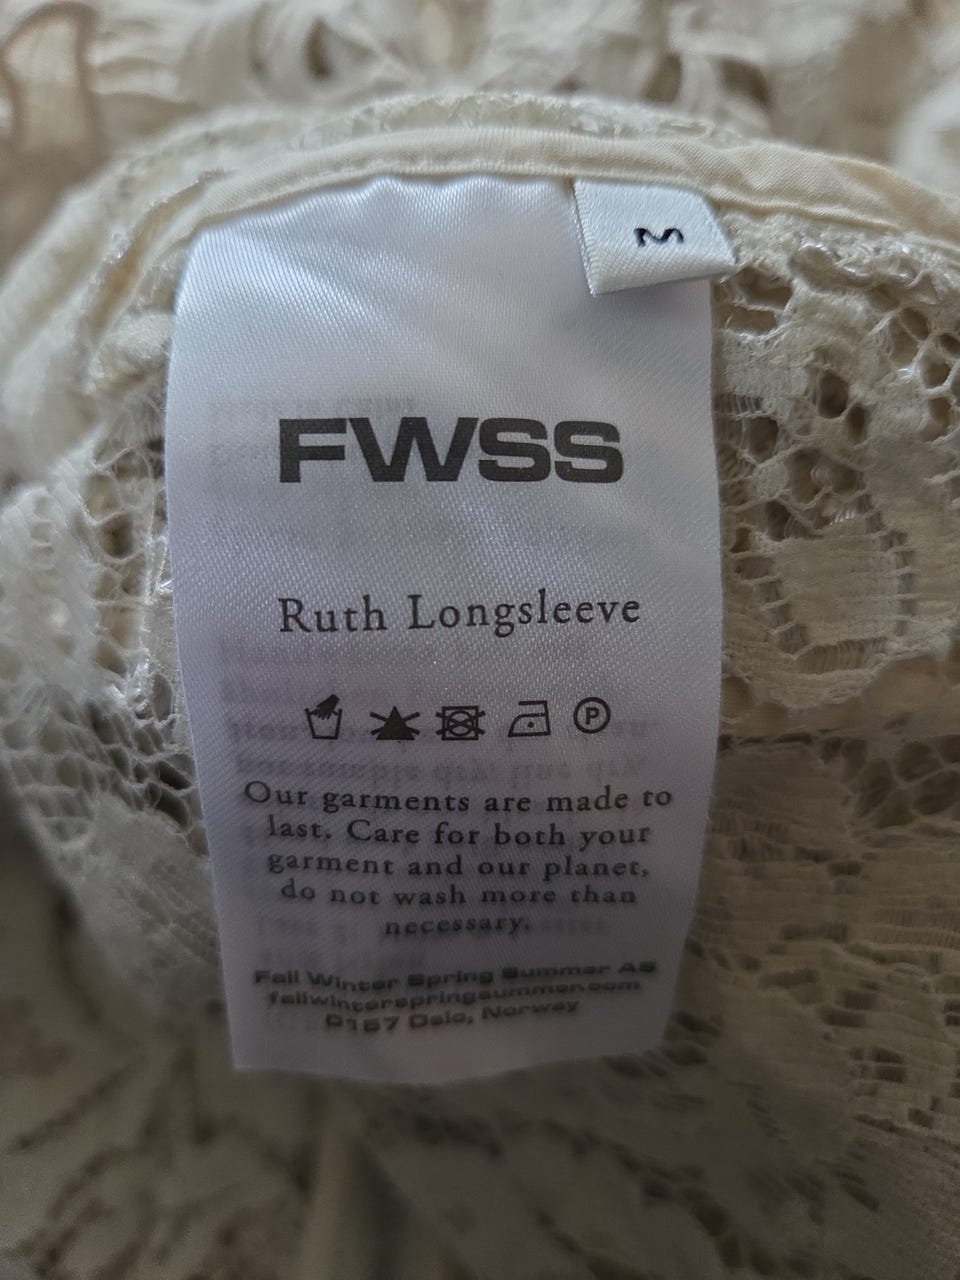 M
FWSS
Ruth Longsleeve
P
Our garments are made to
last. Care for both your
garment and our planet,
do not wash more than
necessary.
Fall Winter Spring Summer AS
fallwinterspringsummer.com
0167 Oslo, Norway